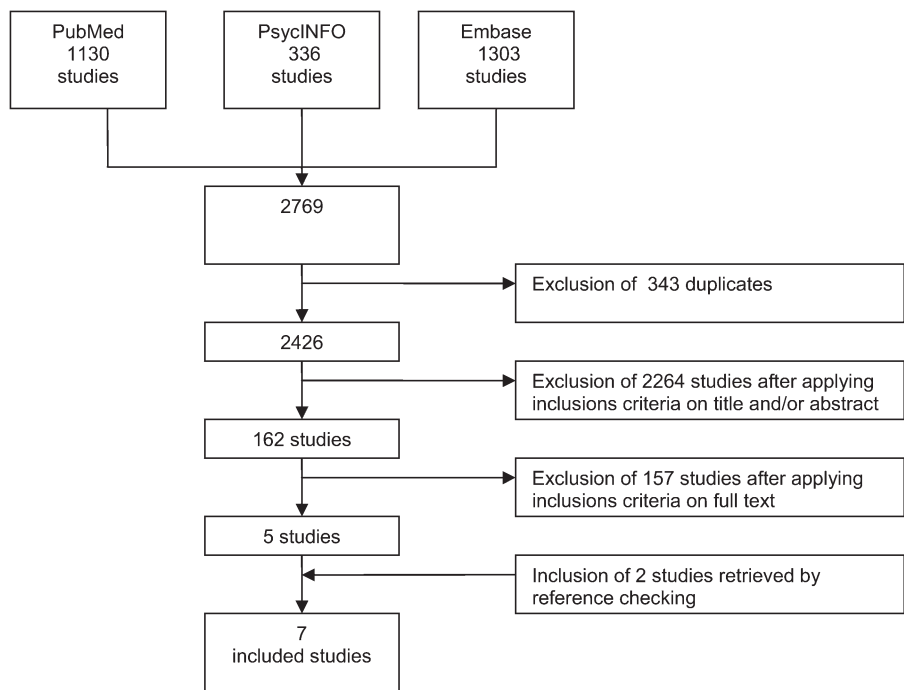 PubMed
1130
studies
PsycINFO
336
studies
Embase
1303
studies
2769
Exclusion of 343 duplicates
2426
Exclusion of 2264 studies after applying
inclusions criteria on title and/or abstract
162 studies
Exclusion of 157 studies after applying
inclusions criteria on full text
5 studies
Inclusion of 2 studies retrieved by
reference checking
7
included studies